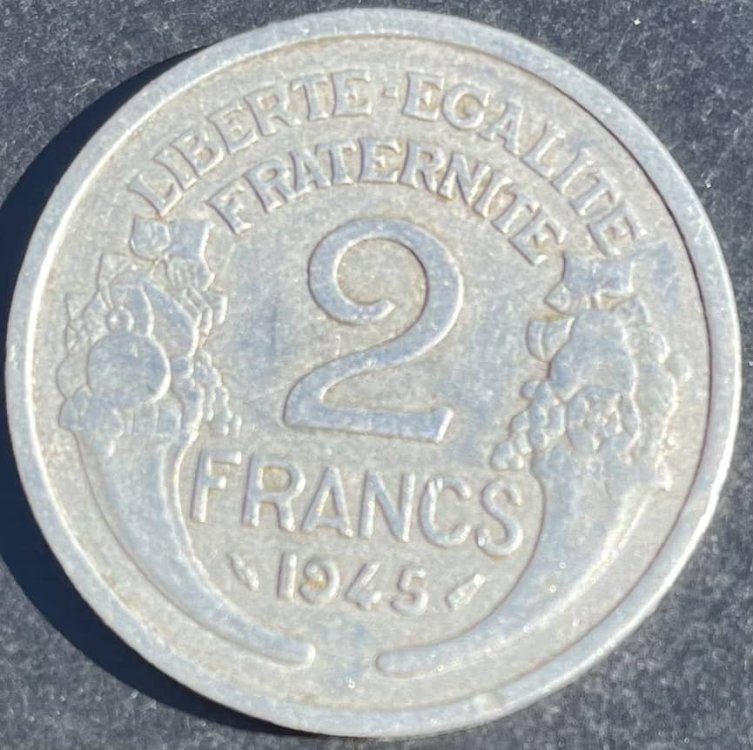 LIBERTE·EGALITE
FRATERNITE
2
FRANCS
1945